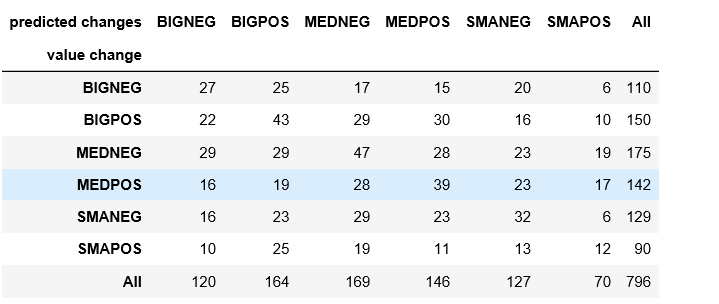 predicted changes BIGNEG BIGPOS MEDNEG MEDPOS SMANEG SMAPOS All
value change
BIGNEG 27 25 17 15 20 6 110
BIGPOS 22 43 29 30 16 10 150
MEDNEG 29 29 47 28 23 19 175
MEDPOS 16 19 28 39 23 17 142
SMANEG 16 23 29 23 32 6 129
SMAPOS 10 25 19 11 13 12 90
All 120 164 169 146 127 70 796